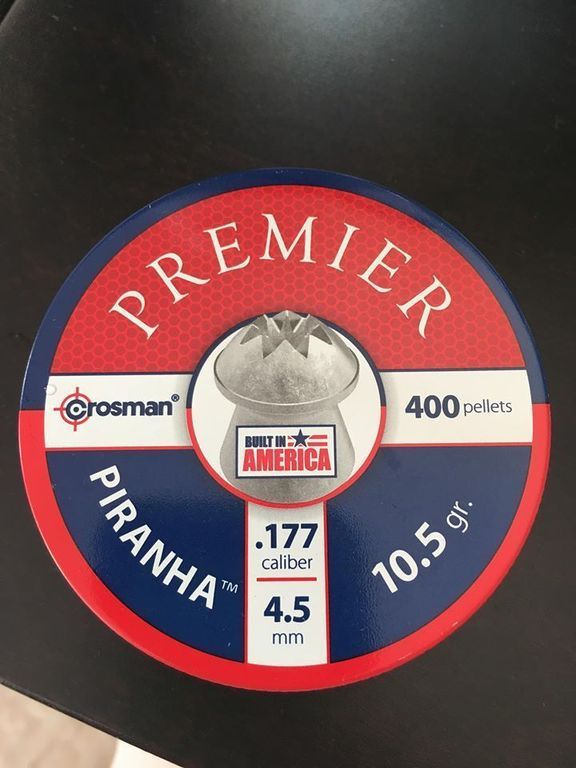 PREMIER
crosman®
400 pellets
BUILT IN
AMERICA
PIRANHA™
.177
caliber
4.5
mm
10.5 gr.